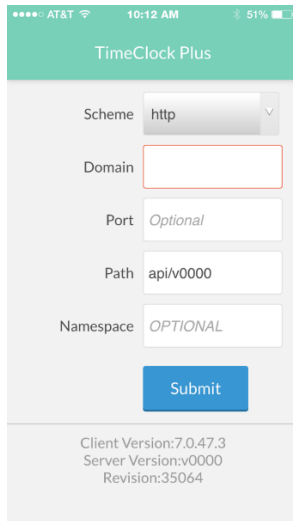 AT&T 10:12 AM 51%
TimeClock Plus
Scheme http
Domain
Port Optional
Path api/v0000
Namespace OPTIONAL
Submit
Client Version:7.0.47.3
Server Version:v0000
Revision:35064